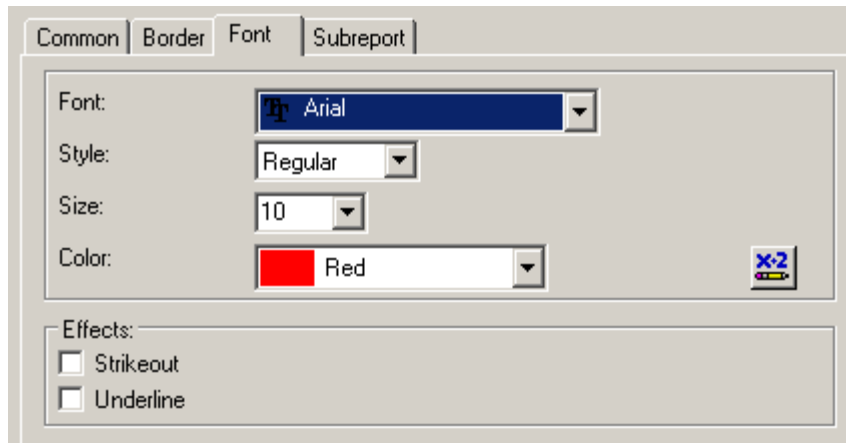 Common Border Font Subreport
Font: Arial
Style: Regular
Size: 10
Color: Red X+2
Effects:
Strikeout
Underline